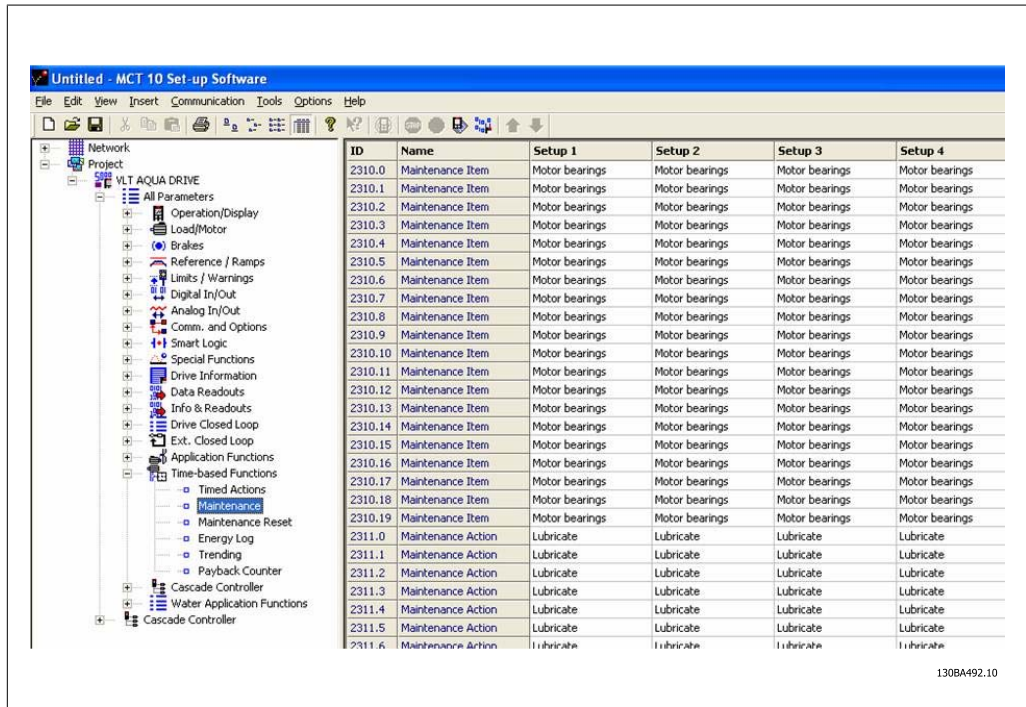 Untitled - MCT 10 Set-up Software
File Edit View Insert Communication Tools Options Help
Network
Project
VLT AQUA DRIVE
All Parameters
Operation/Display
Load/Motor
Brakes
Reference / Ramps
Limits / Warnings
Digital In/Out
Analog In/Out
Comm. and Options
Smart Logic
Special Functions
Drive Information
Data Readouts
Info & Readouts
Drive Closed Loop
Ext. Closed Loop
Application Functions
Time-based Functions
Timed Actions
Maintenance
Maintenance Reset
Energy Log
Trending
Payback Counter
Cascade Controller
Water Application Functions
Cascade Controller
ID Name Setup 1 Setup 2 Setup 3 Setup 4
2310.0 Maintenance Item Motor bearings Motor bearings Motor bearings Motor bearings
2310.1 Maintenance Item Motor bearings Motor bearings Motor bearings Motor bearings
2310.2 Maintenance Item Motor bearings Motor bearings Motor bearings Motor bearings
2310.3 Maintenance Item Motor bearings Motor bearings Motor bearings Motor bearings
2310.4 Maintenance Item Motor bearings Motor bearings Motor bearings Motor bearings
2310.5 Maintenance Item Motor bearings Motor bearings Motor bearings Motor bearings
2310.6 Maintenance Item Motor bearings Motor bearings Motor bearings Motor bearings
2310.7 Maintenance Item Motor bearings Motor bearings Motor bearings Motor bearings
2310.8 Maintenance Item Motor bearings Motor bearings Motor bearings Motor bearings
2310.9 Maintenance Item Motor bearings Motor bearings Motor bearings Motor bearings
2310.10 Maintenance Item Motor bearings Motor bearings Motor bearings Motor bearings
2310.11 Maintenance Item Motor bearings Motor bearings Motor bearings Motor bearings
2310.12 Maintenance Item Motor bearings Motor bearings Motor bearings Motor bearings
2310.13 Maintenance Item Motor bearings Motor bearings Motor bearings Motor bearings
2310.14 Maintenance Item Motor bearings Motor bearings Motor bearings Motor bearings
2310.15 Maintenance Item Motor bearings Motor bearings Motor bearings Motor bearings
2310.16 Maintenance Item Motor bearings Motor bearings Motor bearings Motor bearings
2310.17 Maintenance Item Motor bearings Motor bearings Motor bearings Motor bearings
2310.18 Maintenance Item Motor bearings Motor bearings Motor bearings Motor bearings
2310.19 Maintenance Item Motor bearings Motor bearings Motor bearings Motor bearings
2311.0 Maintenance Action Lubricate Lubricate Lubricate Lubricate
2311.1 Maintenance Action Lubricate Lubricate Lubricate Lubricate
2311.2 Maintenance Action Lubricate Lubricate Lubricate Lubricate
2311.3 Maintenance Action Lubricate Lubricate Lubricate Lubricate
2311.4 Maintenance Action Lubricate Lubricate Lubricate Lubricate
2311.5 Maintenance Action Lubricate Lubricate Lubricate Lubricate
2311.6 Maintenance Action Lubricate Lubricate Lubricate Lubricate
130BA492.10